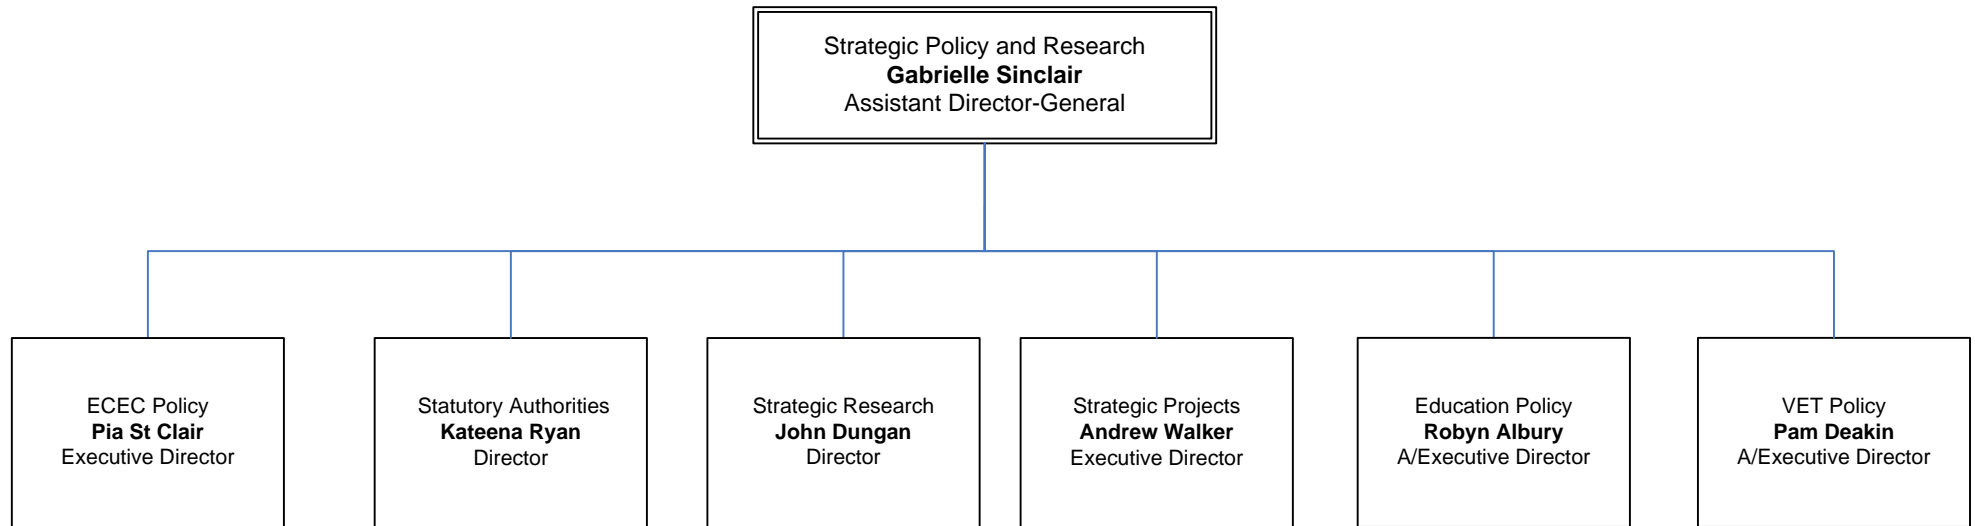 Strategic Policy and Research
Gabrielle Sinclair
Assistant Director-General
ECEC Policy
Pia St Clair
Executive Director
Statutory Authorities
Kateena Ryan
Director
Strategic Research
John Dungan
Director
Strategic Projects
Andrew Walker
Executive Director
Education Policy
Robyn Albury
A/Executive Director
VET Policy
Pam Deakin
A/Executive Director